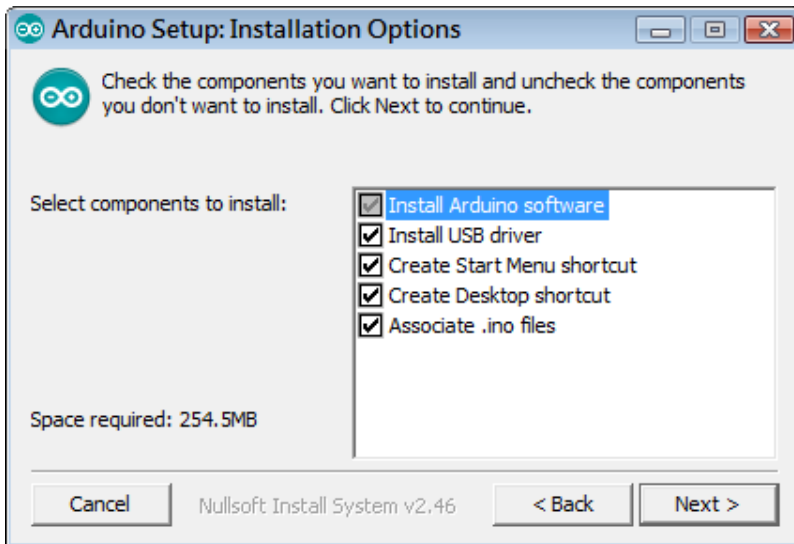 Arduino Setup: Installation Options
Check the components you want to install and uncheck the components
you don't want to install. Click Next to continue.
Select components to install:
Install Arduino software
Install USB driver
Create Start Menu shortcut
Create Desktop shortcut
Associate .ino files
Space required: 254.5MB
Cancel
Nullsoft Install System v2.46
< Back
Next >